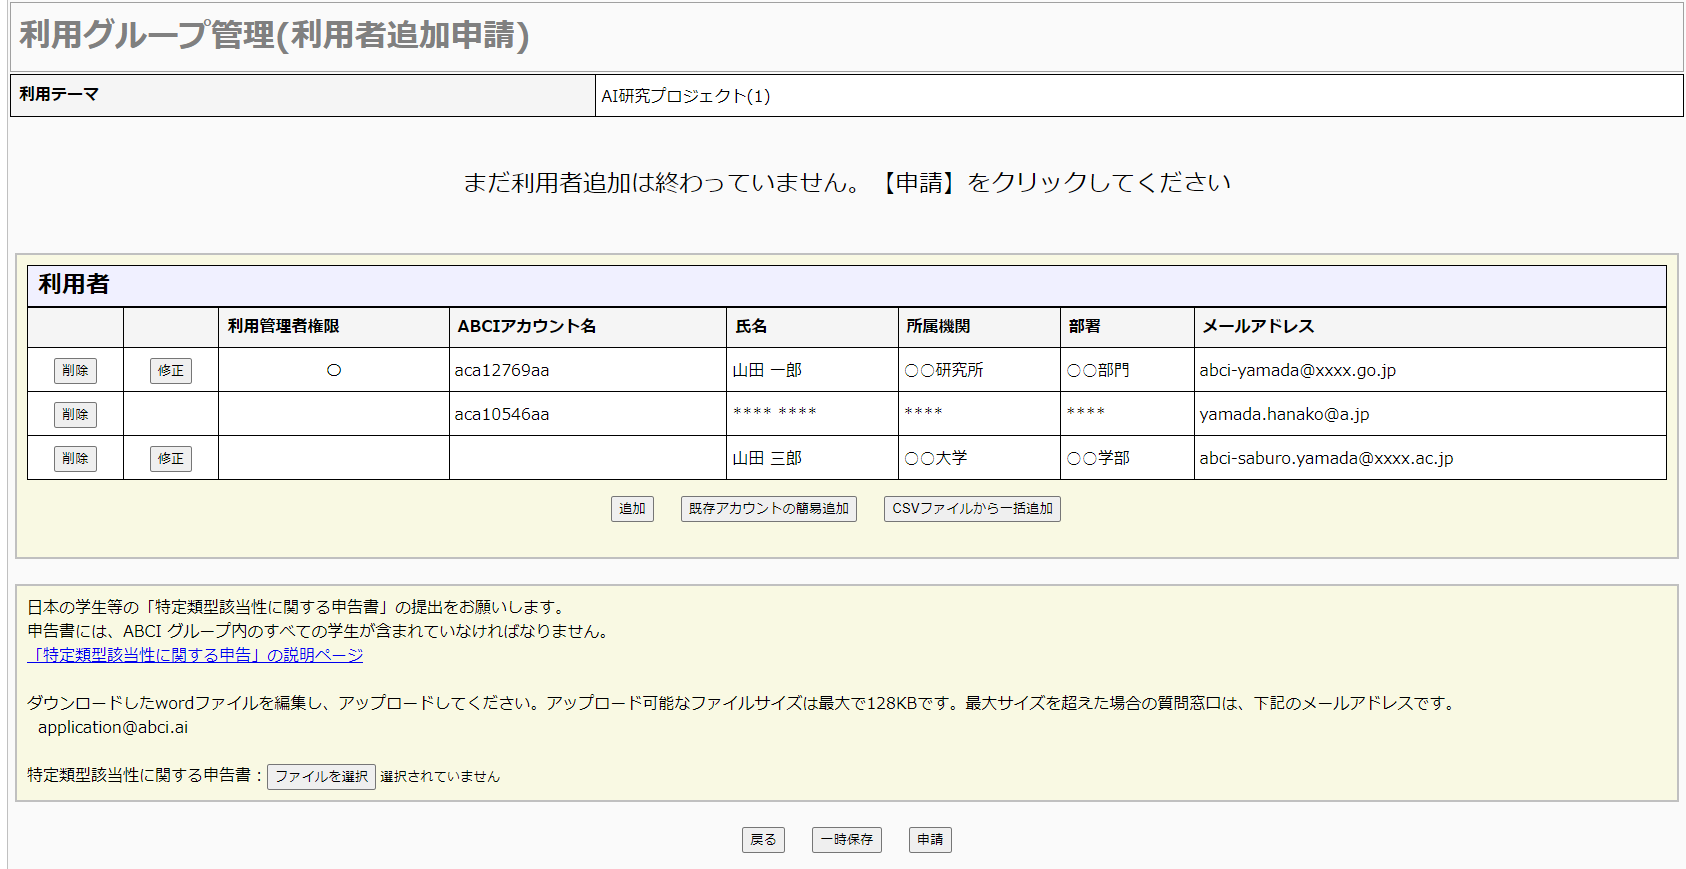 利用グループ管理(利用者追加申請)
利用テーマ AI研究プロジェクト(1)
まだ利用者追加は終わっていません。【申請】をクリックしてください
利用者
利用管理者権限 ABCIアカウント名 氏名 所属機関 部署 メールアドレス
削除 修正 〇 aca12769aa 山田 一郎 〇〇研究所 〇〇部門 abci-yamada@xxxx.go.jp
削除 aca10546aa **** **** **** **** yamada.hanako@a.jp
削除 修正 山田 三郎 〇〇大学 〇〇学部 abci-saburo.yamada@xxxx.ac.jp
追加 既存アカウントの簡易追加 CSVファイルから一括追加
日本の学生等の「特定類型該当性に関する申告書」の提出をお願いします。
申告書には、ABCI グループ内のすべての学生が含まれていなければなりません。
「特定類型該当性に関する申告」の説明ページ
ダウンロードしたwordファイルを編集し、アップロードしてください。アップロード可能なファイルサイズは最大で128KBです。最大サイズを超えた場合の質問窓口は、下記のメールアドレスです。
application@abci.ai
特定類型該当性に関する申告書：ファイルを選択 選択されていません
戻る 一時保存 申請